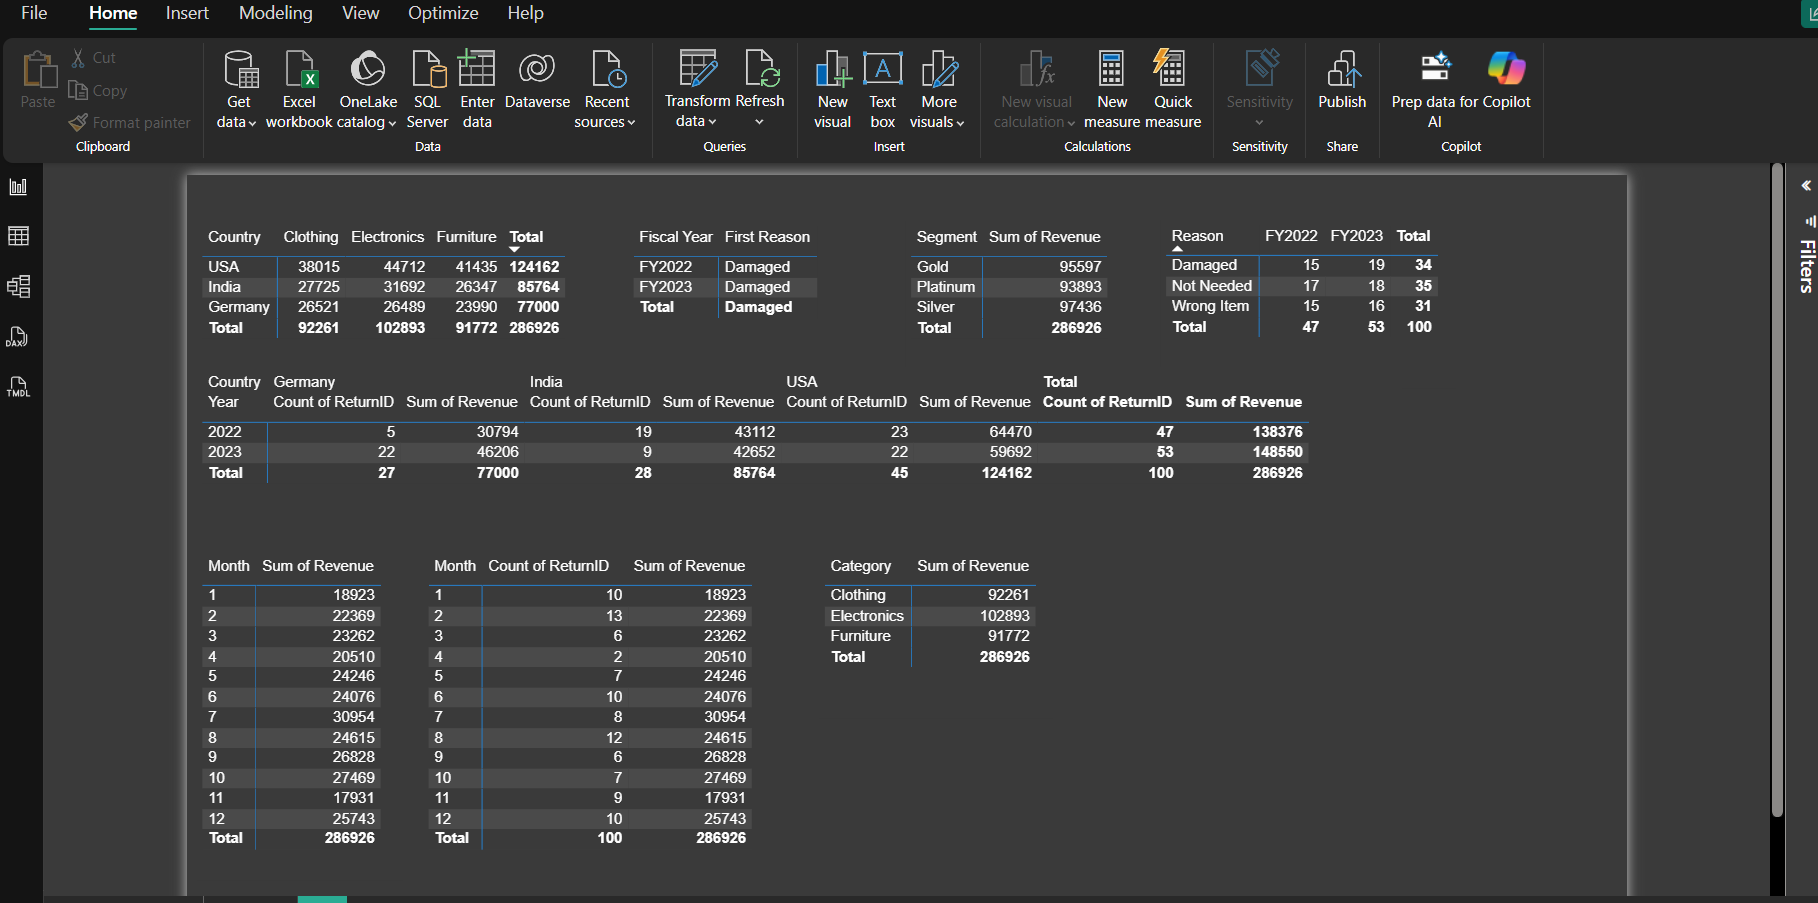 File Home Insert Modeling View Optimize Help
Paste
Cut
Copy
Format painter
Clipboard
Get data
Excel workbook
OneLake catalog
SQL Server
Enter data
Dataverse
Recent sources
Data
Transform data
Refresh
Queries
New visual
Text box
More visuals
Insert
New visual calculation
New measure
Quick measure
Calculations
Sensitivity
Sensitivity
Publish
Share
Prep data for AI
Copilot
Copilot
DAX
TMDL
Filters
Country Clothing Electronics Furniture Total
USA 38015 44712 41435 124162
India 27725 31692 26347 85764
Germany 26521 26489 23990 77000
Total 92261 102893 91772 286926
Fiscal Year First Reason
FY2022 Damaged
FY2023 Damaged
Total Damaged
Segment Sum of Revenue
Gold 95597
Platinum 93893
Silver 97436
Total 286926
Reason FY2022 FY2023 Total
Damaged 15 19 34
Not Needed 17 18 35
Wrong Item 15 16 31
Total 47 53 100
Country Germany India USA Total
Year Count of ReturnID Sum of Revenue Count of ReturnID Sum of Revenue Count of ReturnID Sum of Revenue Count of ReturnID Sum of Revenue
2022 5 30794 19 43112 23 64470 47 138376
2023 22 46206 9 42652 22 59692 53 148550
Total 27 77000 28 85764 45 124162 100 286926
Month Sum of Revenue
1 18923
2 22369
3 23262
4 20510
5 24246
6 24076
7 30954
8 24615
9 26828
10 27469
11 17931
12 25743
Total 286926
Month Count of ReturnID Sum of Revenue
1 10 18923
2 13 22369
3 6 23262
4 2 20510
5 7 24246
6 10 24076
7 8 30954
8 12 24615
9 6 26828
10 7 27469
11 9 17931
12 10 25743
Total 100 286926
Category Sum of Revenue
Clothing 92261
Electronics 102893
Furniture 91772
Total 286926